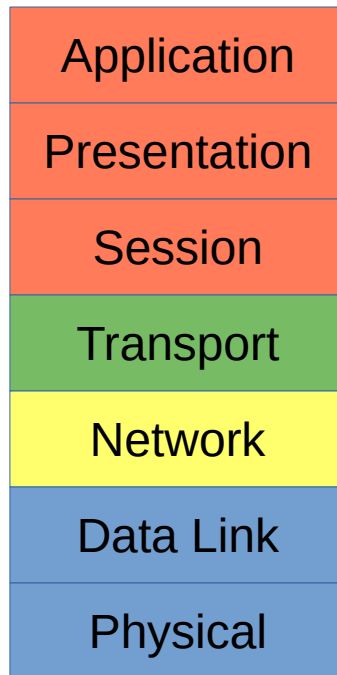 Application
Presentation
Session
Transport
Network
Data Link
Physical